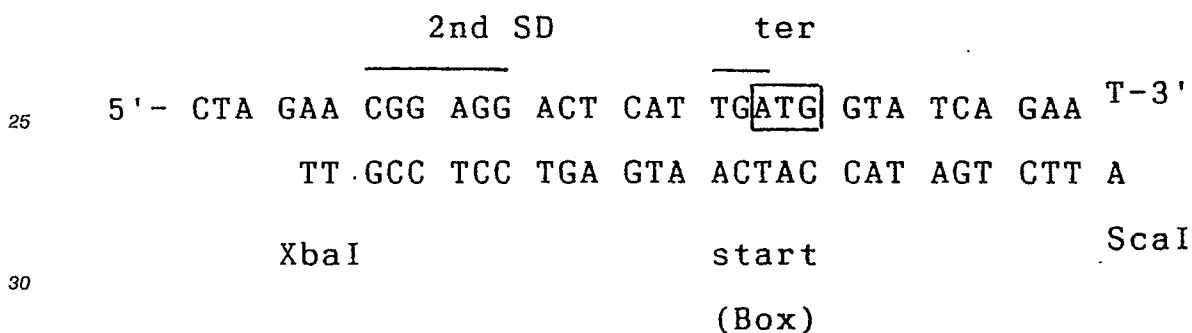 2nd SD ter
25 5'- CTA GAA CGG AGG ACT CAT TGATG GTA TCA GAA T-3'
TT GCC TCC TGA GTA ACTAC CAT AGT CTT A
XbaI start ScaI
30 (Box)